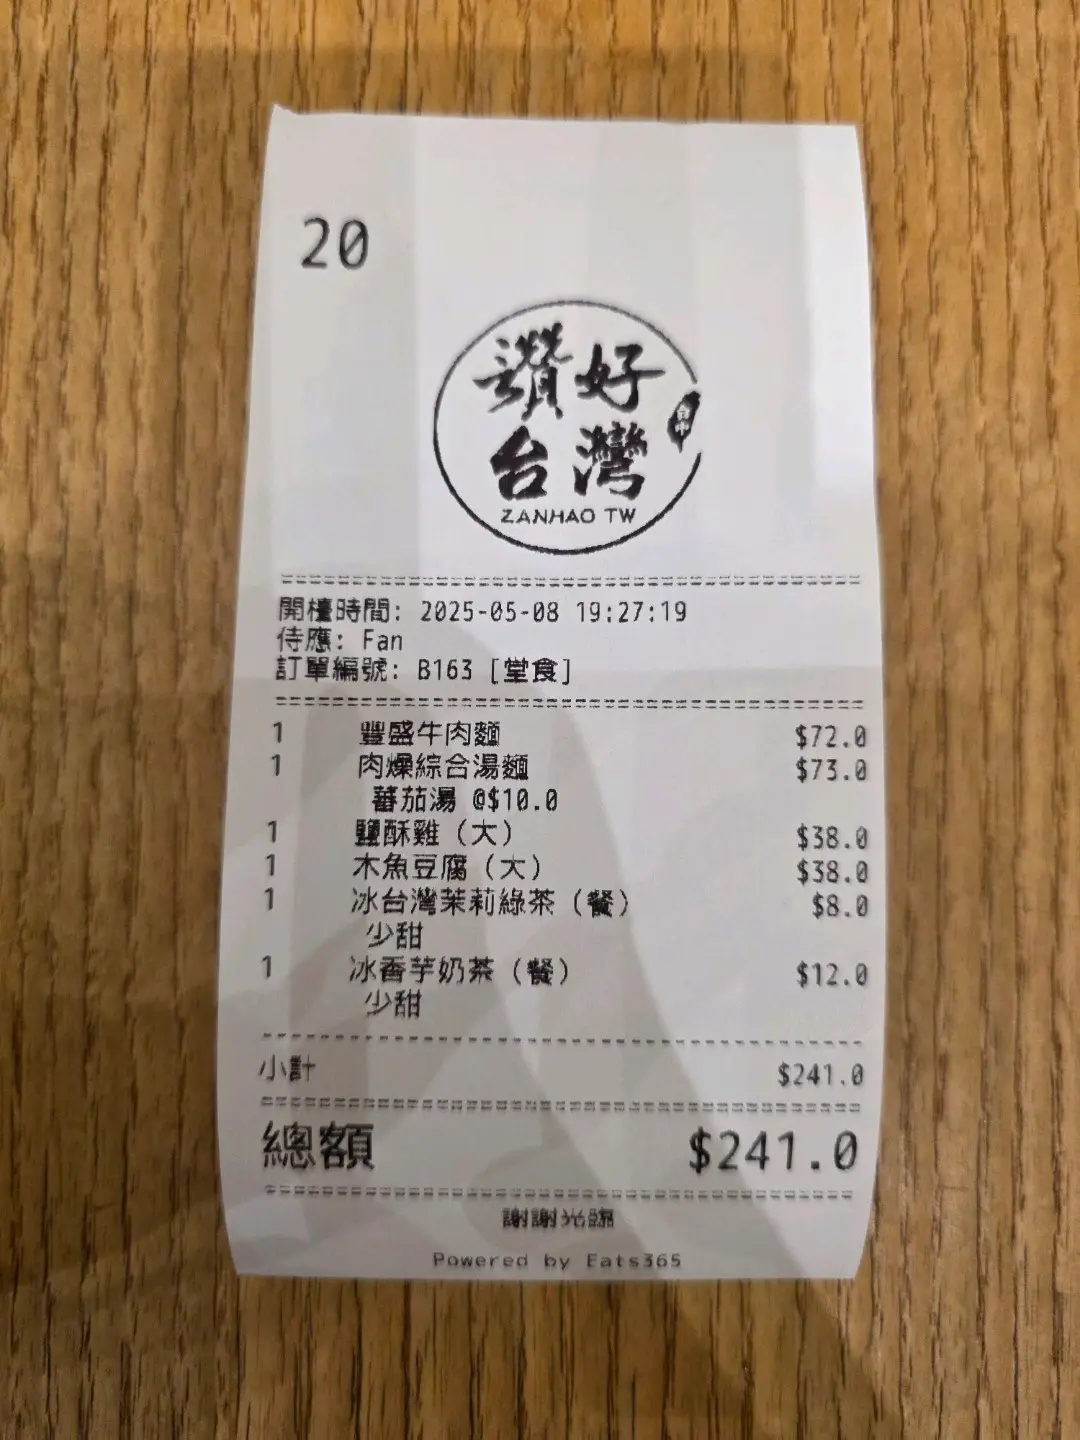 20
讚好
台灣
台中
ZANHAO TW
開檯時間: 2025-05-08 19:27:19
侍應: Fan
訂單編號: B163 [堂食]
1 豐盛牛肉麵 $72.0
1 肉燥綜合湯麵 $73.0
蕃茄湯 @$10.0
1 鹽酥雞（大） $38.0
1 木魚豆腐（大） $38.0
1 冰台灣茉莉綠茶（餐） $8.0
少甜
1 冰香芋奶茶（餐） $12.0
少甜
小計 $241.0
總額 $241.0
謝謝光臨
Powered by Eats365